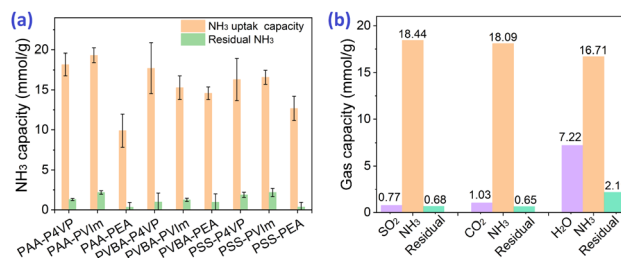 (a)
NH₃ uptak capacity
Residual NH₃
NH₃ capacity (mmol/g)
20
15
10
5
0
PAA-P4VP
PAA-PVIm
PAA-PEA
PVBA-P4VP
PVBA-PVIm
PVBA-PEA
PSS-P4VP
PSS-PVIm
PSS-PEA
(b)
Gas capacity (mmol/g)
20
15
10
5
0
0.77
18.44
0.68
1.03
18.09
0.65
7.22
16.71
2.1
SO₂
NH₃
Residual
CO₂
NH₃
Residual
H₂O
NH₃
Residual